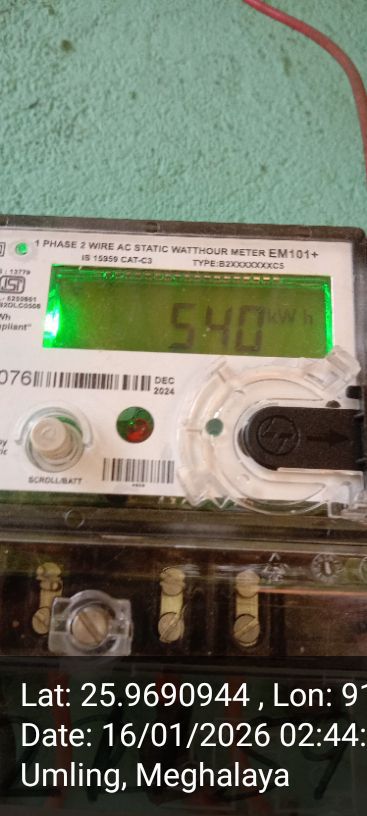 1 PHASE 2 WIRE AC STATIC WATTHOUR METER EM101+
IS 15959 CAT-C3 TYPE:B2XXXXXXXC5
: 13779
540 kWh
076
DEC
2024
SCROLL/BATT
Lat: 25.9690944 , Lon: 91
Date: 16/01/2026 02:44:
Umling, Meghalaya